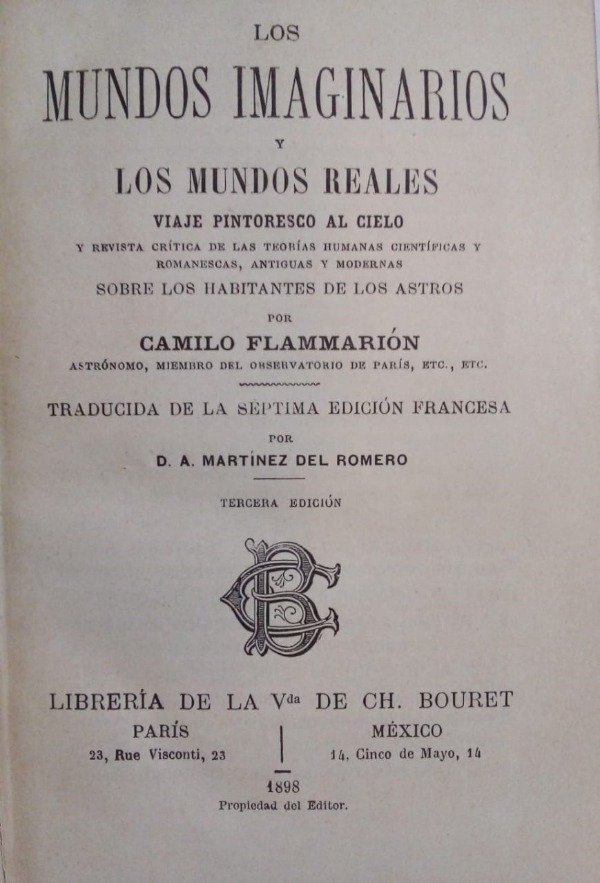 LOS
MUNDOS IMAGINARIOS
Y
LOS MUNDOS REALES
VIAJE PINTORESCO AL CIELO
Y REVISTA CRÍTICA DE LAS TEORÍAS HUMANAS CIENTÍFICAS Y
ROMANESCAS, ANTIGUAS Y MODERNAS
SOBRE LOS HABITANTES DE LOS ASTROS
POR
CAMILO FLAMMARIÓN
ASTRÓNOMO, MIEMBRO DEL OBSERVATORIO DE PARÍS, ETC., ETC.
TRADUCIDA DE LA SÉPTIMA EDICIÓN FRANCESA
POR
D. A. MARTÍNEZ DEL ROMERO
TERCERA EDICIÓN
CB
LIBRERÍA DE LA Vda DE CH. BOURET
PARÍS
23, Rue Visconti, 23
MÉXICO
14, Cinco de Mayo, 14
1898
Propiedad del Editor.